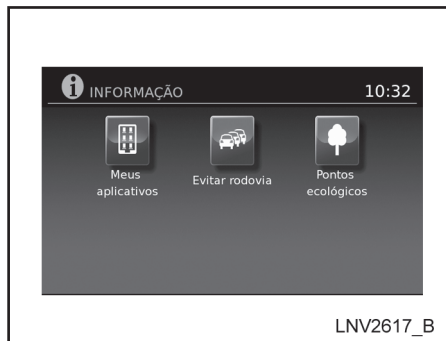 INFORMAÇÃO 10:32
Meus
aplicativos
Evitar rodovia
Pontos
ecológicos
LNV2617_B